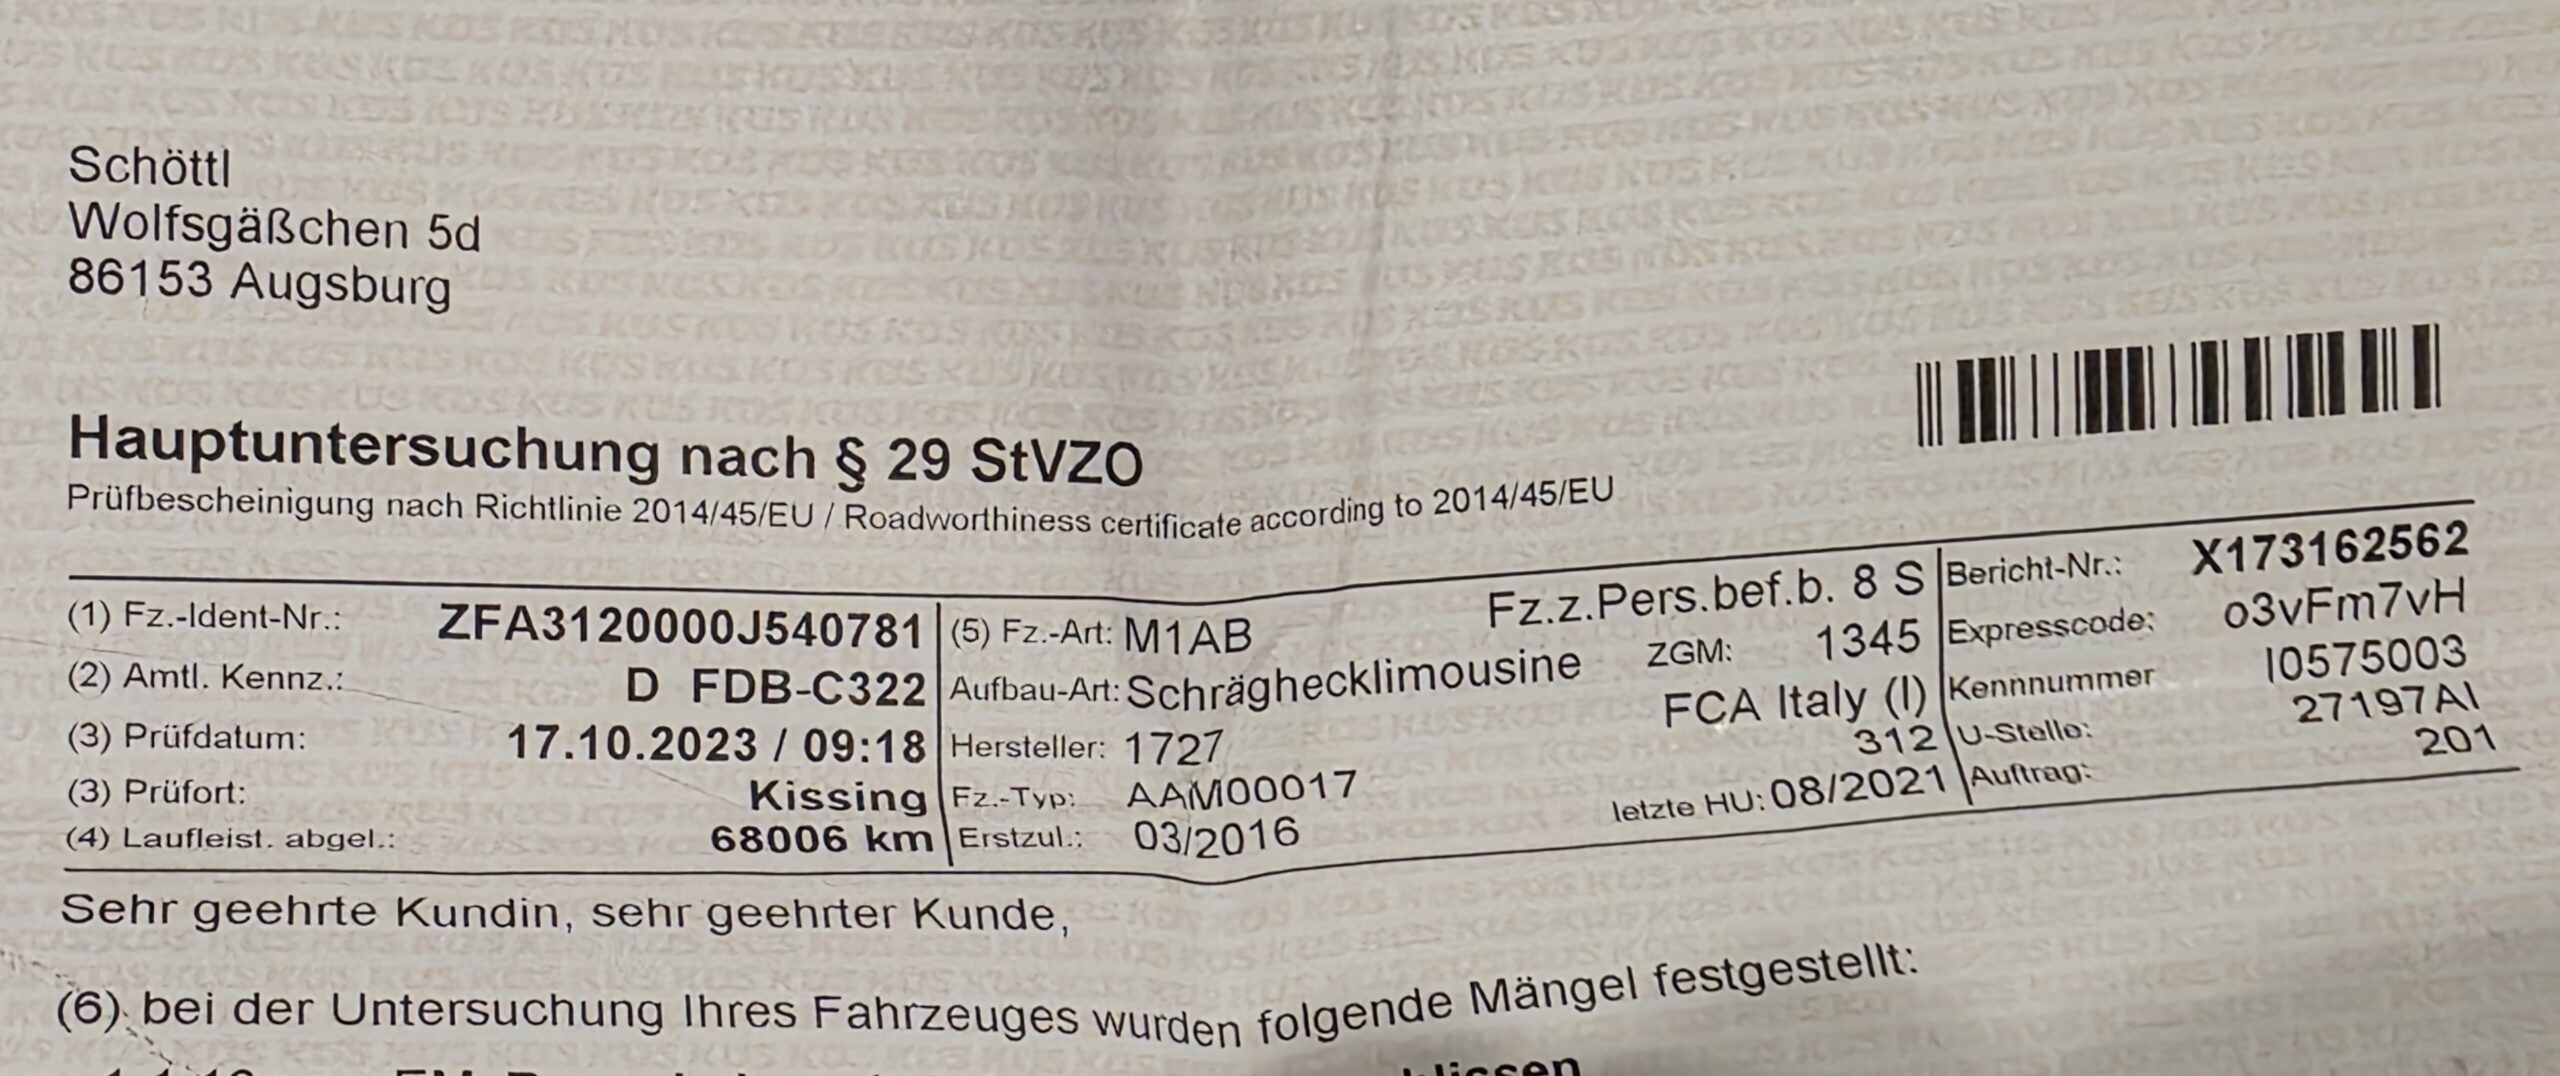 Schöttl
Wolfsgäßchen 5d
86153 Augsburg
Hauptuntersuchung nach § 29 StVZO
Prüfbescheinigung nach Richtlinie 2014/45/EU / Roadworthiness certificate according to 2014/45/EU
(1) Fz.-Ident-Nr.: ZFA3120000J540781 (5) Fz.-Art: M1AB Fz.z.Pers.bef.b. 8 S Bericht-Nr.: X173162562
(2) Amtl. Kennz.: D FDB-C322 Aufbau-Art: Schräghecklimousine ZGM: 1345 Expresscode: o3vFm7vH
(3) Prüfdatum: 17.10.2023 / 09:18 Hersteller: 1727 FCA Italy (I) Kennnummer I0575003
(3) Prüfort: Kissing Fz.-Typ: AAM00017 312 U-Stelle: 27197AI
(4) Laufleist. abgel.: 68006 km Erstzul.: 03/2016 letzte HU: 08/2021 Auftrag: 201
Sehr geehrte Kundin, sehr geehrter Kunde,
(6) bei der Untersuchung Ihres Fahrzeuges wurden folgende Mängel festgestellt: